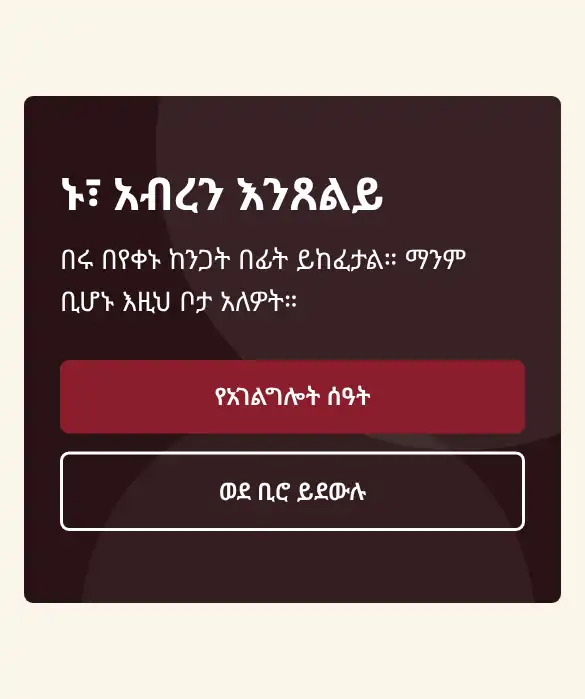 ኑ፣ አብረን እንጸልይ
በሩ በየቀኑ ከንጋት በፊት ይከፈታል። ማንም
ቢሆኑ እዚህ ቦታ አለዎት።
የአገልግሎት ሰዓት
ወደ ቢሮ ይደውሉ